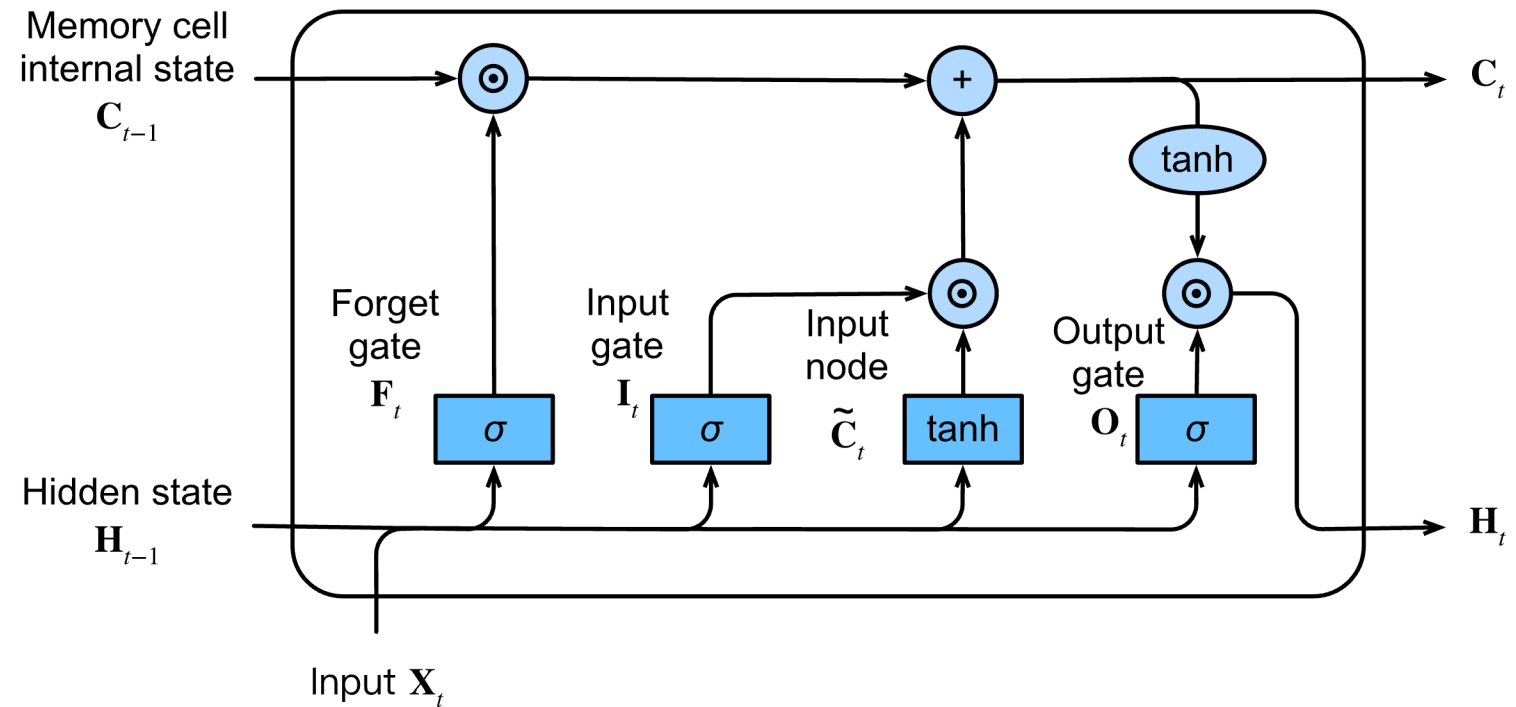 Memory cell
internal state
C_{t−1}
⊙
+
C_t
tanh
Forget
gate
F_t
Input
gate
I_t
⊙
Input
node
C̃_t
⊙
Output
gate
O_t
σ
σ
tanh
σ
Hidden state
H_{t−1}
H_t
Input X_t